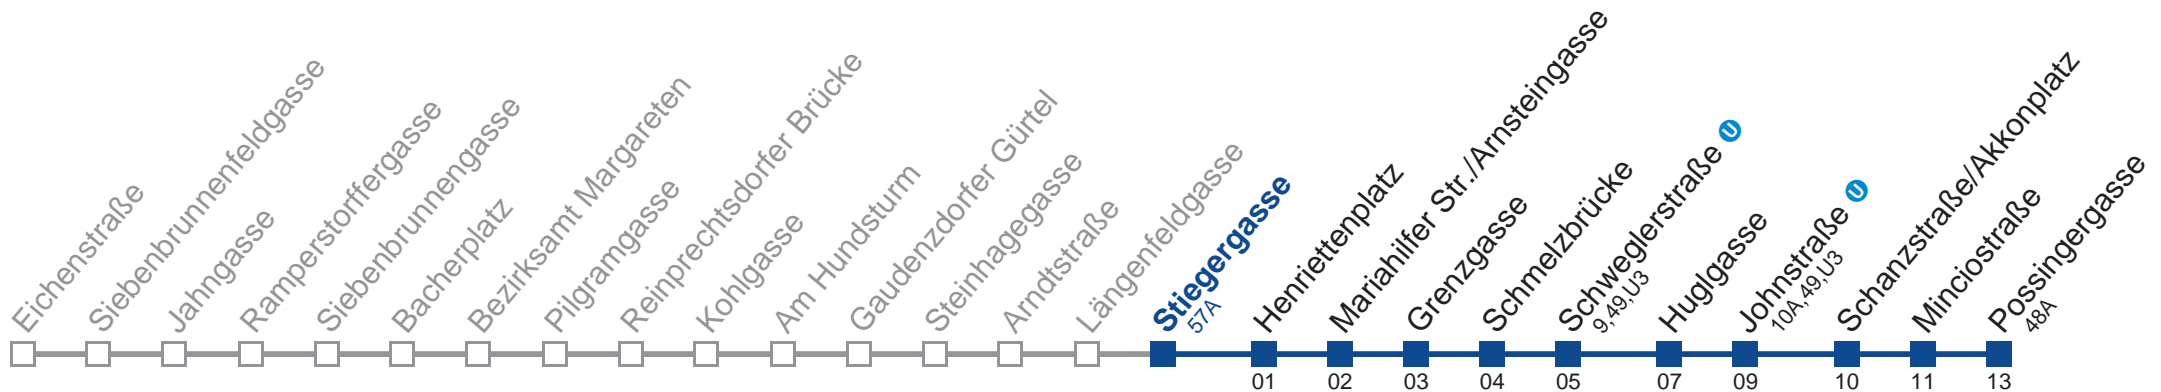 Eichenstraße
Siebenbrunnenfeldgasse
Jahngasse
Ramperstoffergasse
Siebenbrunnengasse
Bacherplatz
Bezirksamt Margareten
Pilgramgasse
Reinprechtsdorfer Brücke
Kohlgasse
Am Hundsturm
Gaudenzdorfer Gürtel
Steinhagegasse
Arndtstraße
Längenfeldgasse
Stiegergasse
57A
Henriettenplatz
Mariahilfer Str./Arnsteingasse
Grenzgasse
Schmelzbrücke
Schweglerstraße U
9,49,U3
Huglgasse
Johnstraße U
10A,49,U3
Schanzstraße/Akkonplatz
Minciostraße
Possingergasse
48A
01 02 03 04 05 07 09 10 11 13